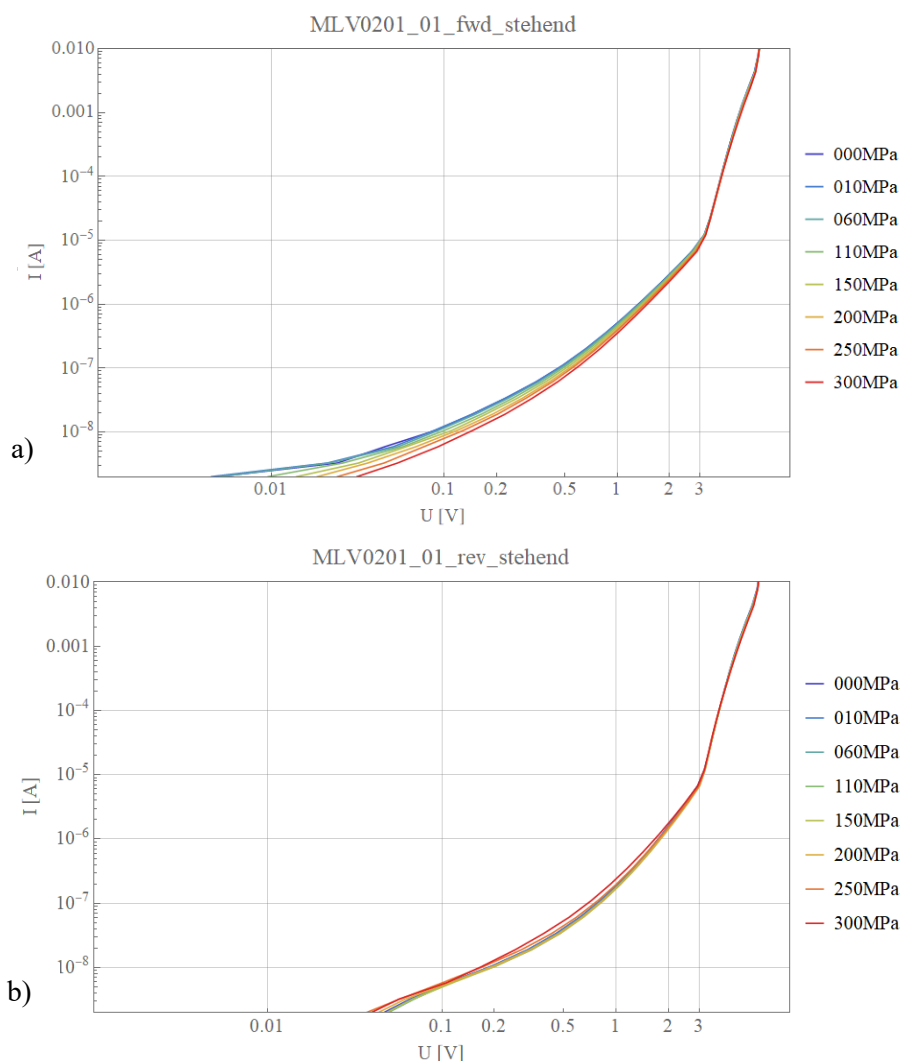 a)
MLV0201_01_fwd_stehend
0.010
0.001
10⁻⁴
10⁻⁵
10⁻⁶
10⁻⁷
10⁻⁸
I [A]
0.01 0.1 0.2 0.5 1 2 3
U [V]
000MPa
010MPa
060MPa
110MPa
150MPa
200MPa
250MPa
300MPa
b)
MLV0201_01_rev_stehend
0.010
0.001
10⁻⁴
10⁻⁵
10⁻⁶
10⁻⁷
10⁻⁸
I [A]
0.01 0.1 0.2 0.5 1 2 3
U [V]
000MPa
010MPa
060MPa
110MPa
150MPa
200MPa
250MPa
300MPa